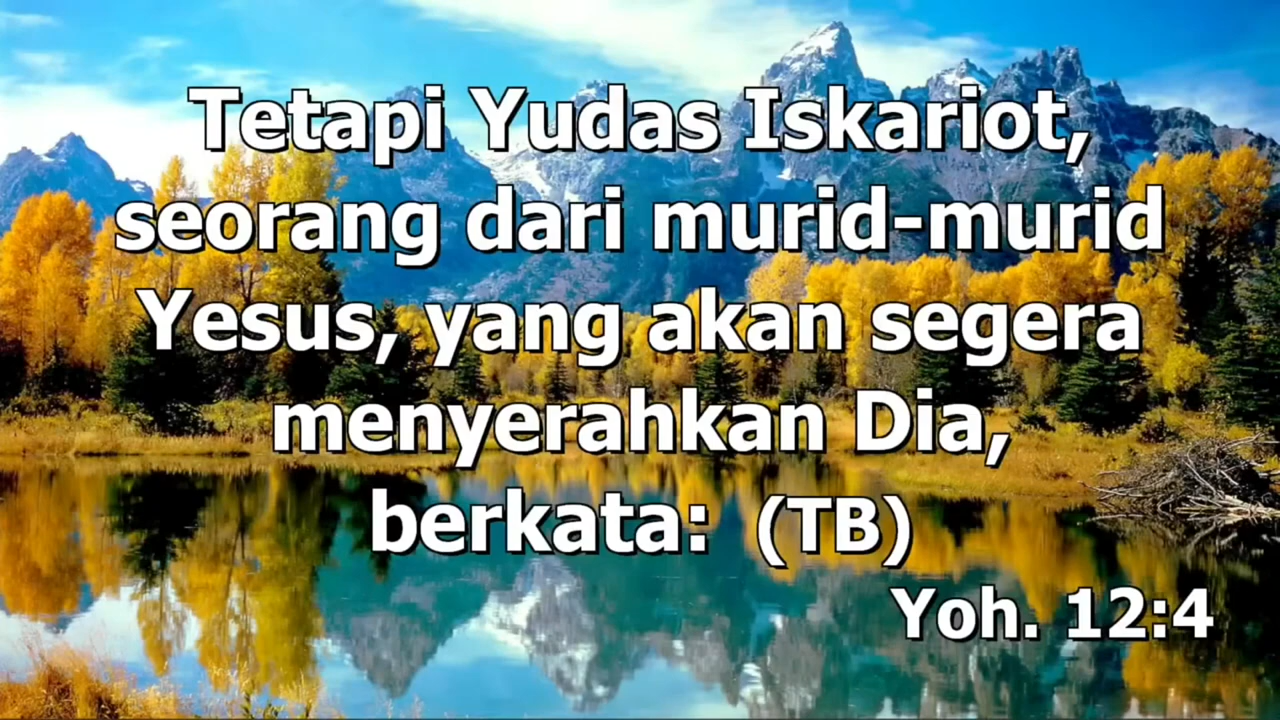 Tetapi Yudas Iskariot,
seorang dari murid-murid
Yesus, yang akan segera
menyerahkan Dia,
berkata: (TB)
Yoh. 12:4